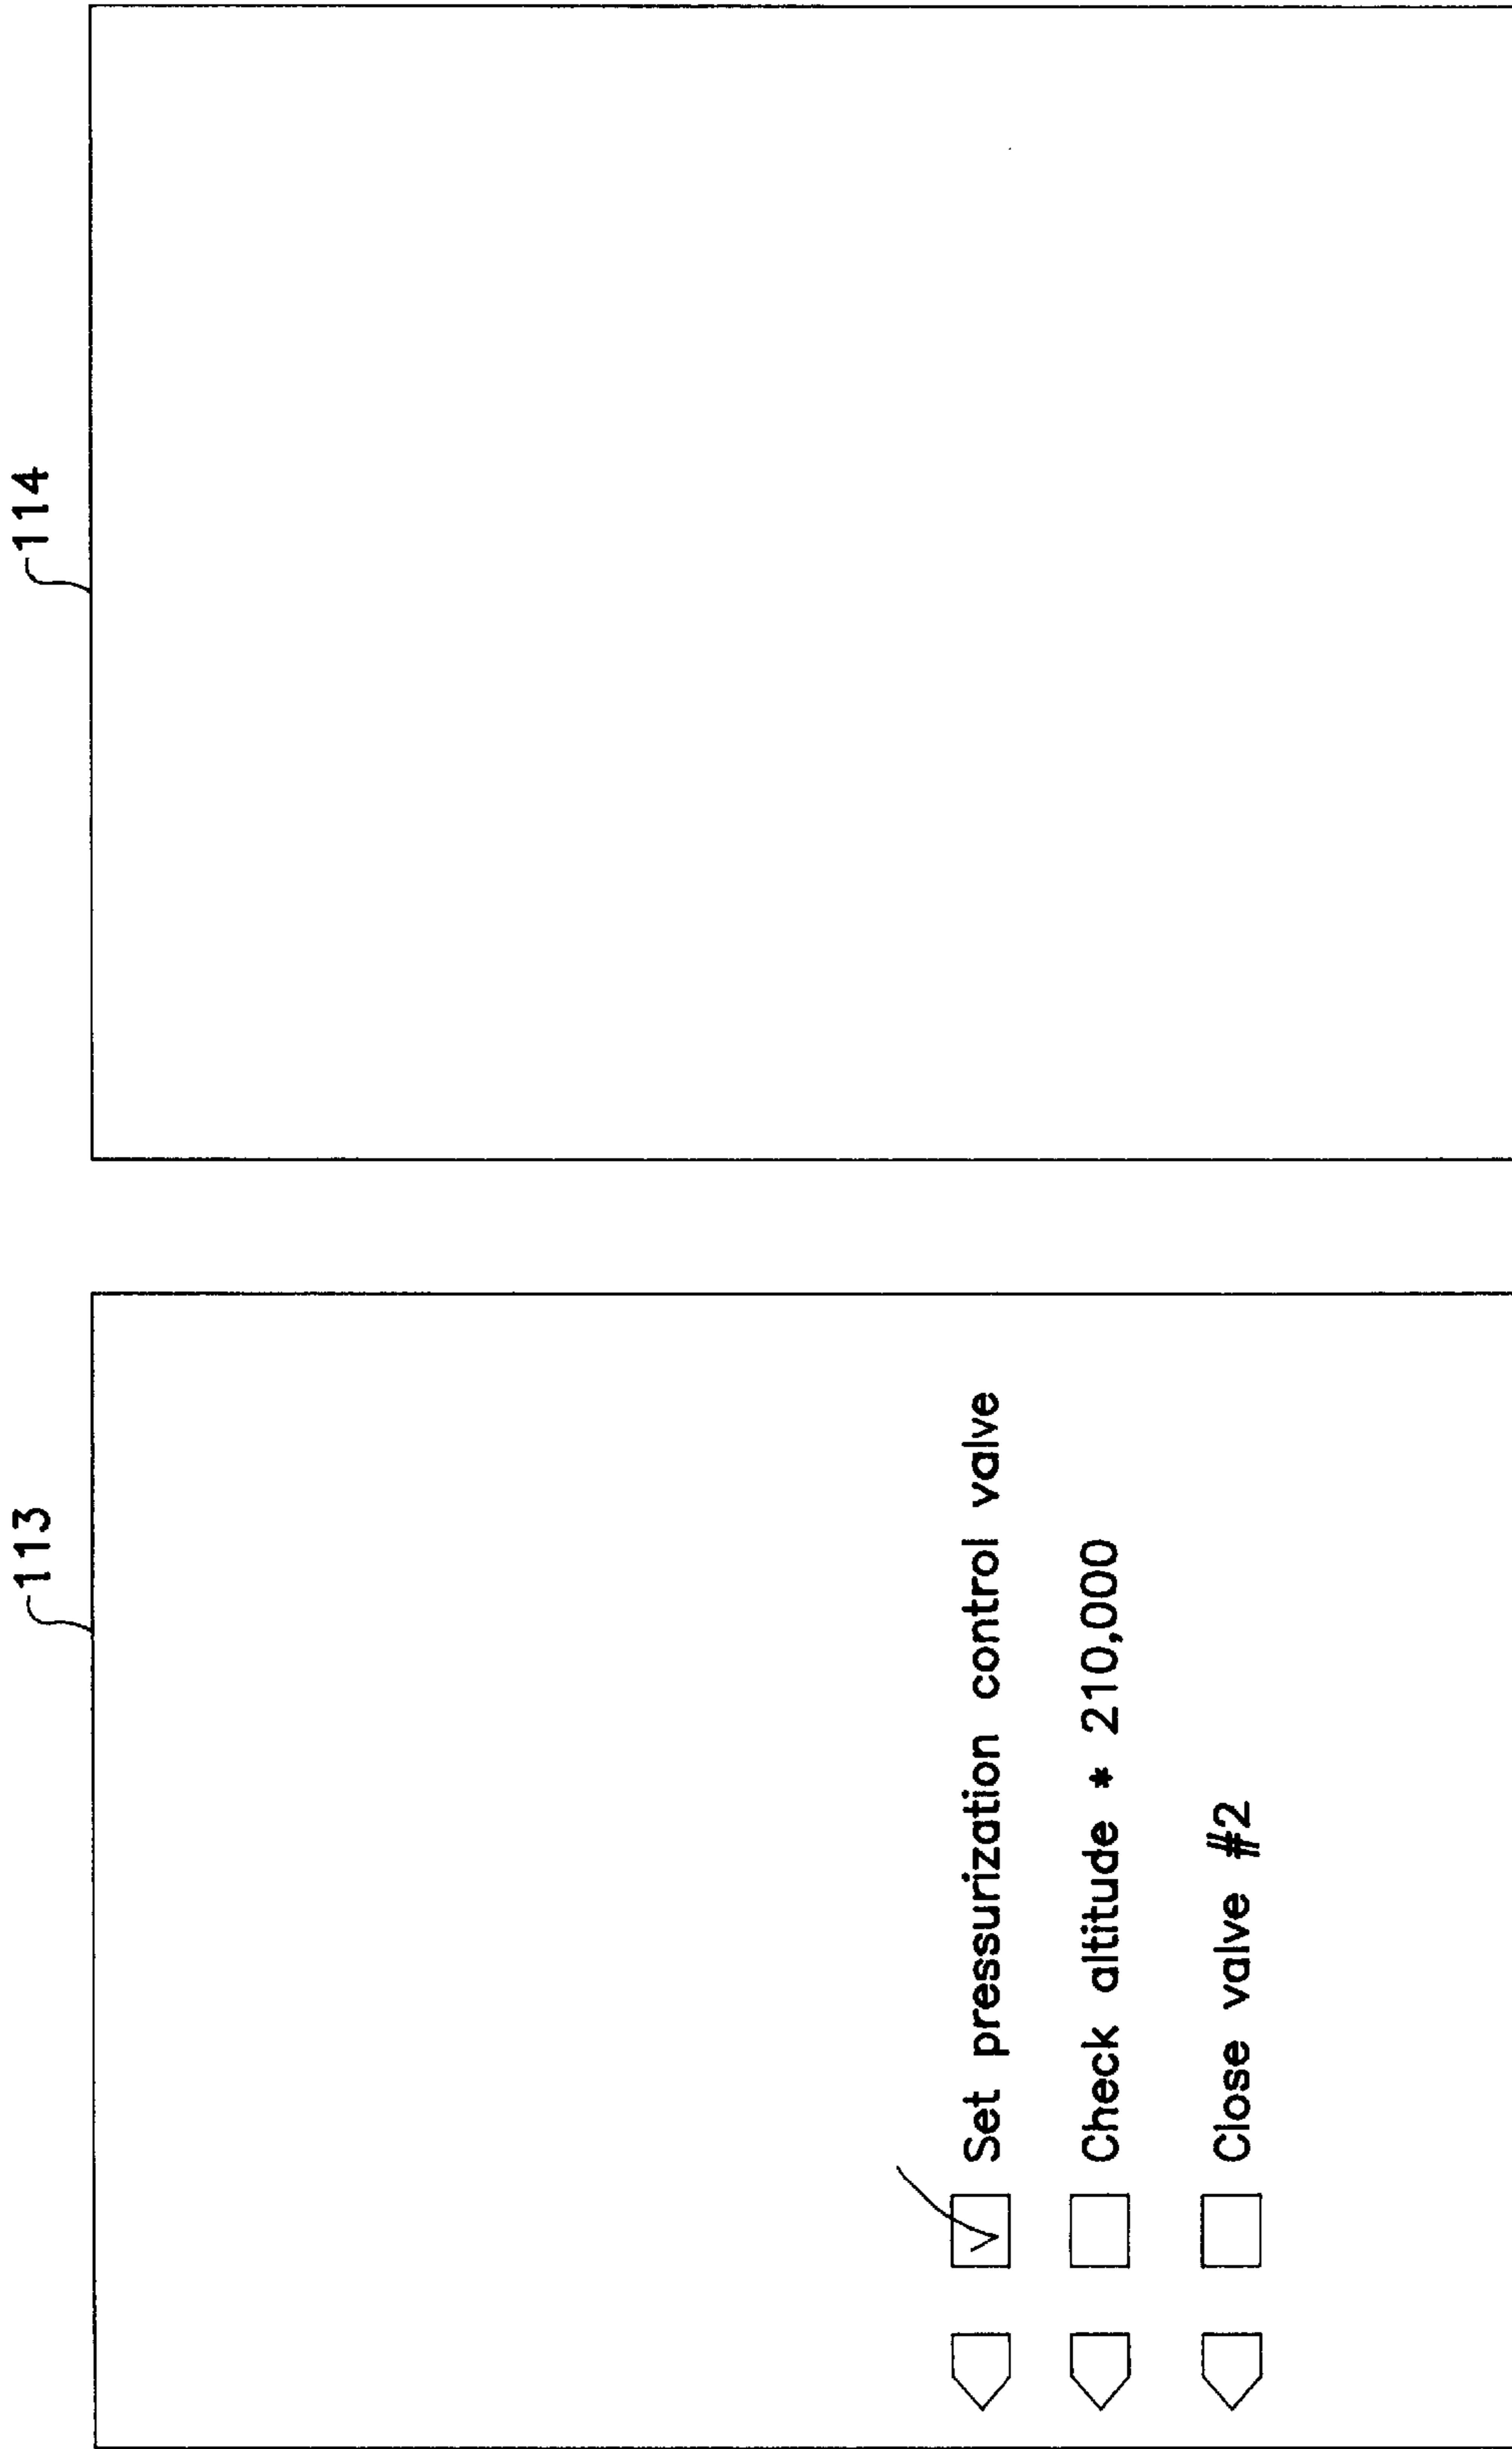 113
114
Set pressurization control valve
Check altitude * 210,000
Close valve #2